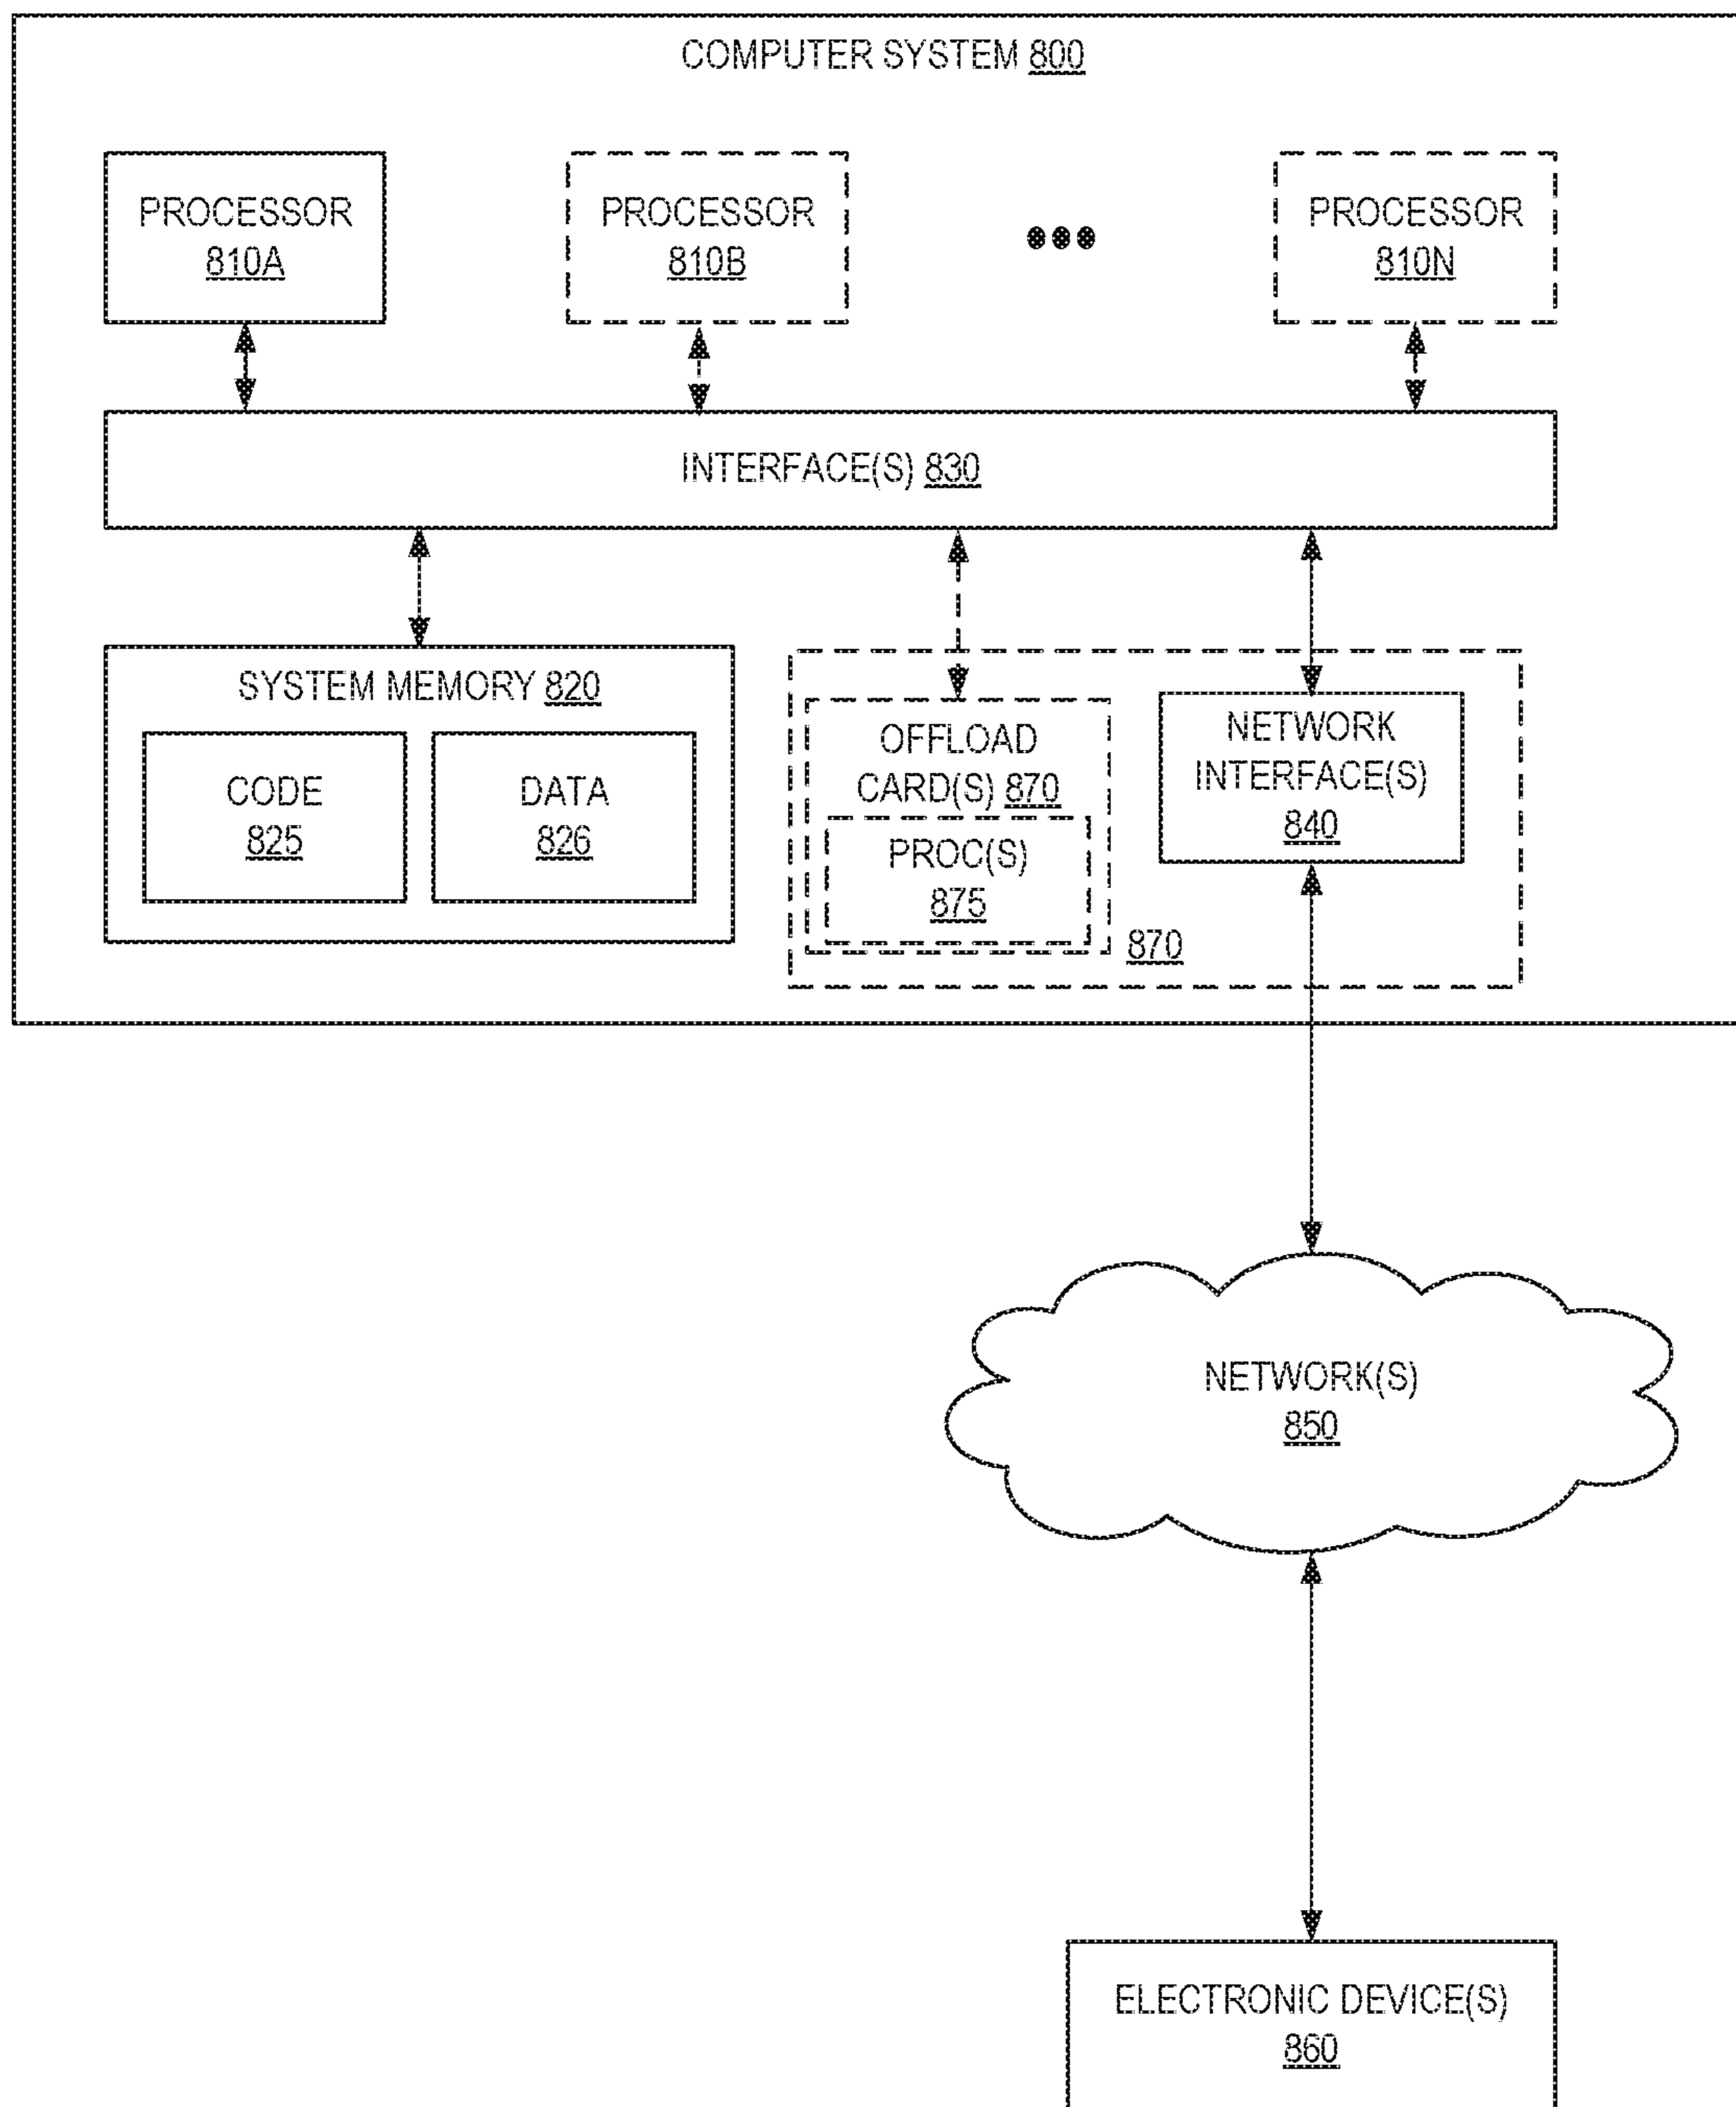 COMPUTER SYSTEM 800
PROCESSOR
810A
PROCESSOR
810B
PROCESSOR
810N
INTERFACE(S) 830
SYSTEM MEMORY 820
CODE
825
DATA
826
OFFLOAD
CARD(S) 870
PROC(S)
875
870
NETWORK
INTERFACE(S)
840
NETWORK(S)
850
ELECTRONIC DEVICE(S)
860